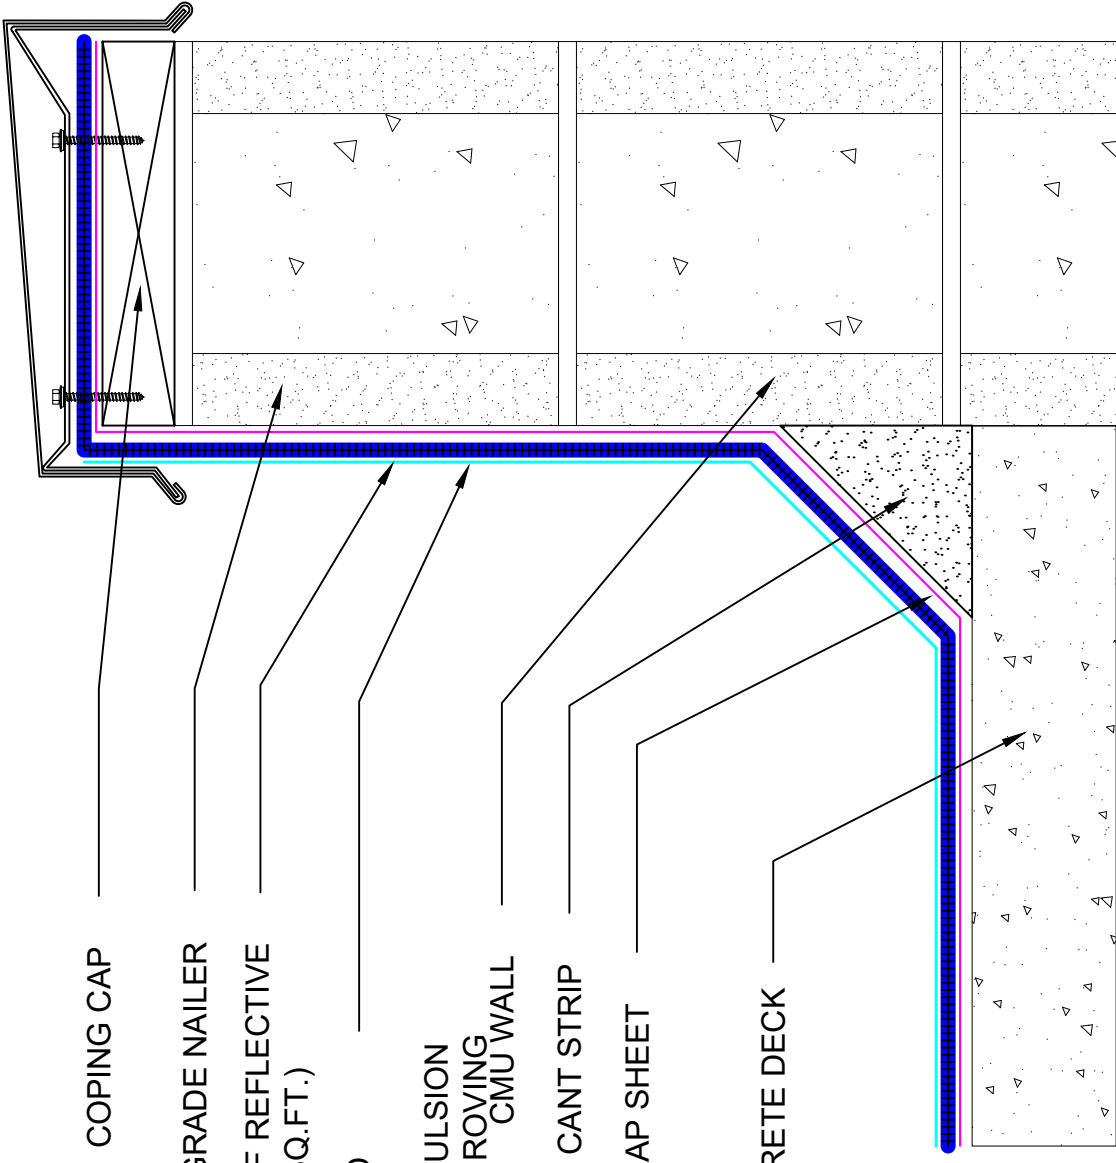 COPING CAP
GRADE NAILER
REFLECTIVE
Q.FT.)
ULSION
ROVING
CMU WALL
CANT STRIP
AP SHEET
RETE DECK